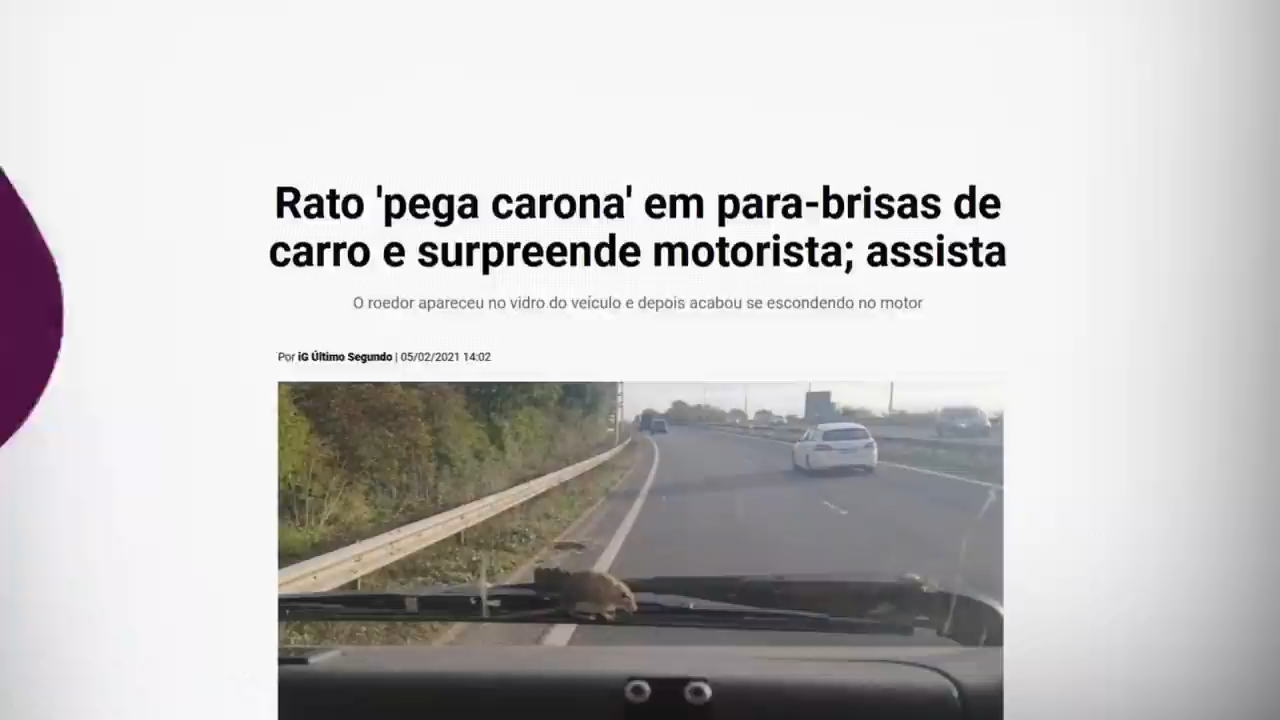 Rato 'pega carona' em para-brisas de
carro e surpreende motorista; assista
O roedor apareceu no vidro do veículo e depois acabou se escondendo no motor
Por iG Último Segundo | 05/02/2021 14:02